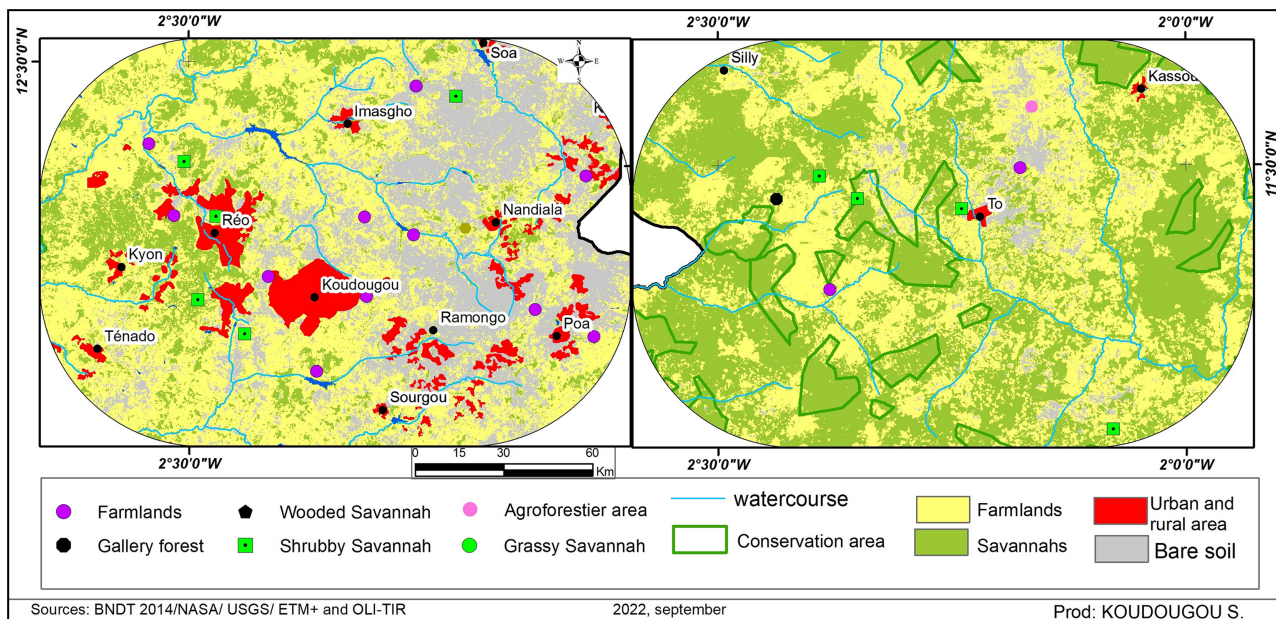 2°30'0"W
2°30'0"W
2°0'0"W
12°30'0"N
11°30'0"N
Soa
N
W E
S
K
Imasgho
Réo
Nandiala
Kyon
Koudougou
Ramongo
Poa
Ténado
Sourgou
Silly
Kassou
To
2°30'0"W
2°30'0"W
2°0'0"W
0 15 30 60
Km
Farmlands
Wooded Savannah
Agroforestier area
watercourse
Farmlands
Urban and
rural area
Gallery forest
Shrubby Savannah
Grassy Savannah
Conservation area
Savannahs
Bare soil
Sources: BNDT 2014/NASA/ USGS/ ETM+ and OLI-TIR
2022, september
Prod: KOUDOUGOU S.